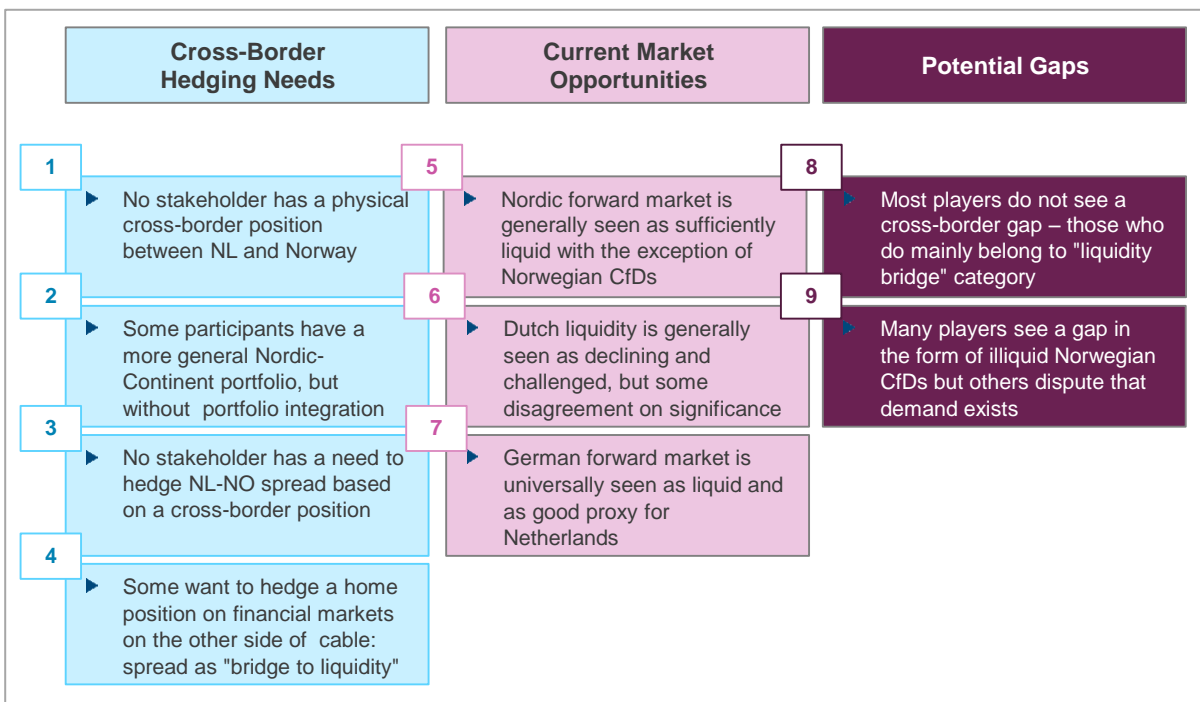 Cross-Border
Hedging Needs
1
No stakeholder has a physical
cross-border position
between NL and Norway
2
Some participants have a
more general Nordic-
Continent portfolio, but
without portfolio integration
3
No stakeholder has a need to
hedge NL-NO spread based
on a cross-border position
4
Some want to hedge a home
position on financial markets
on the other side of cable:
spread as "bridge to liquidity"
Current Market
Opportunities
5
Nordic forward market is
generally seen as sufficiently
liquid with the exception of
Norwegian CfDs
6
Dutch liquidity is generally
seen as declining and
challenged, but some
disagreement on significance
7
German forward market is
universally seen as liquid and
as good proxy for
Netherlands
Potential Gaps
8
Most players do not see a
cross-border gap – those who
do mainly belong to "liquidity
bridge" category
9
Many players see a gap in
the form of illiquid Norwegian
CfDs but others dispute that
demand exists